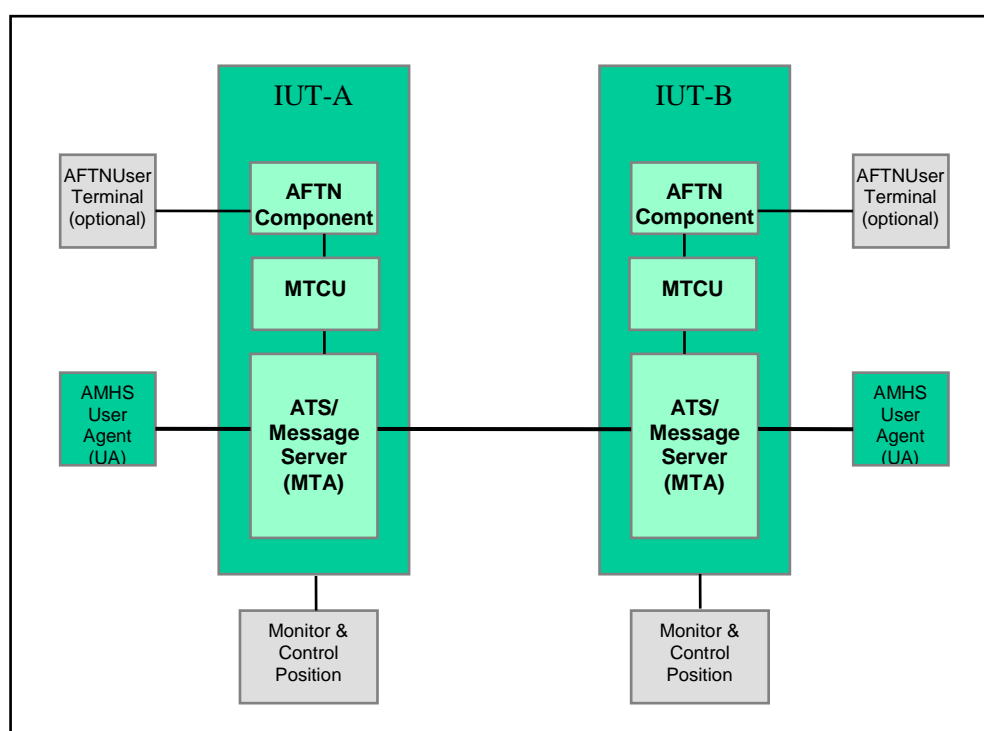 IUT-A
IUT-B
AFTNUser
Terminal
(optional)
AFTN
Component
AFTN
Component
AFTNUser
Terminal
(optional)
MTCU
MTCU
AMHS
User
Agent
(UA)
ATS/
Message
Server
(MTA)
ATS/
Message
Server
(MTA)
AMHS
User
Agent
(UA)
Monitor &
Control
Position
Monitor &
Control
Position